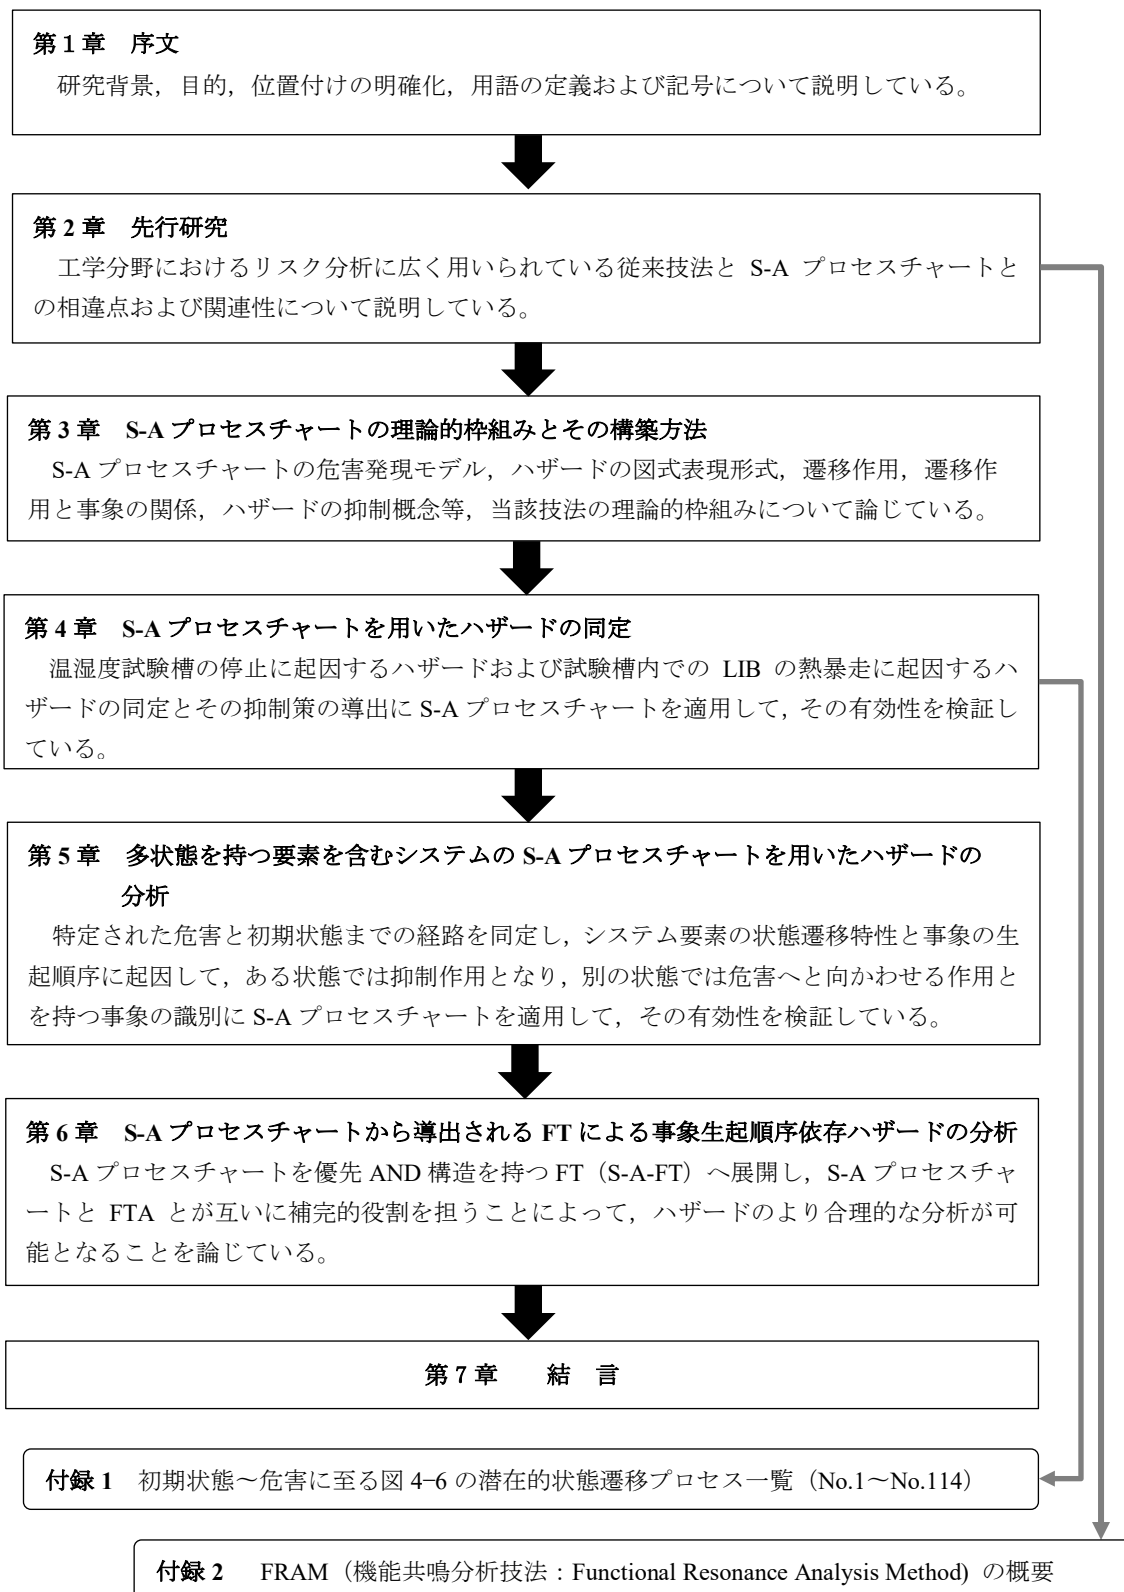 第１章　序文
研究背景，目的，位置付けの明確化，用語の定義および記号について説明している。
第 2 章　先行研究
工学分野におけるリスク分析に広く用いられている従来技法と S-A プロセスチャートと
の相違点および関連性について説明している。
第 3 章　S-A プロセスチャートの理論的枠組みとその構築方法
S-A プロセスチャートの危害発現モデル，ハザードの図式表現形式，遷移作用，遷移作
用と事象の関係，ハザードの抑制概念等，当該技法の理論的枠組みについて論じている。
第 4 章　S-A プロセスチャートを用いたハザードの同定
温湿度試験槽の停止に起因するハザードおよび試験槽内での LIB の熱暴走に起因するハ
ザードの同定とその抑制策の導出に S-A プロセスチャートを適用して，その有効性を検証し
ている。
第 5 章　多状態を持つ要素を含むシステムの S-A プロセスチャートを用いたハザードの
分析
特定された危害と初期状態までの経路を同定し，システム要素の状態遷移特性と事象の生
起順序に起因して，ある状態では抑制作用となり，別の状態では危害へと向かわせる作用と
を持つ事象の識別に S-A プロセスチャートを適用して，その有効性を検証している。
第 6 章　S-A プロセスチャートから導出される FT による事象生起順序依存ハザードの分析
S-A プロセスチャートを優先 AND 構造を持つ FT（S-A-FT）へ展開し，S-A プロセスチャ
ートと FTA とが互いに補完的役割を担うことによって，ハザードのより合理的な分析が可
能となることを論じている。
第７章　　結　言
付録 1　初期状態～危害に至る図 4−6 の潜在的状態遷移プロセス一覧（No.1～No.114）
付録 2　FRAM（機能共鳴分析技法：Functional Resonance Analysis Method) の概要